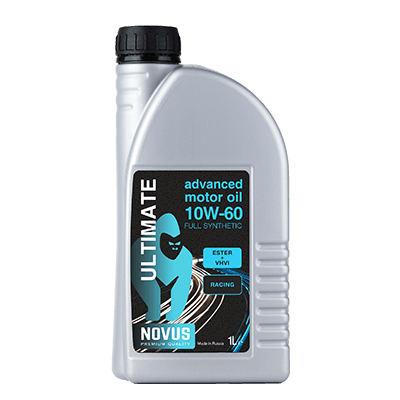 ULTIMATE
advanced
motor oil
10W-60
FULL SYNTHETIC
ESTER
+
VHVI
RACING
NOVUS
PREMIUM QUALITY
Made in Russia
1L